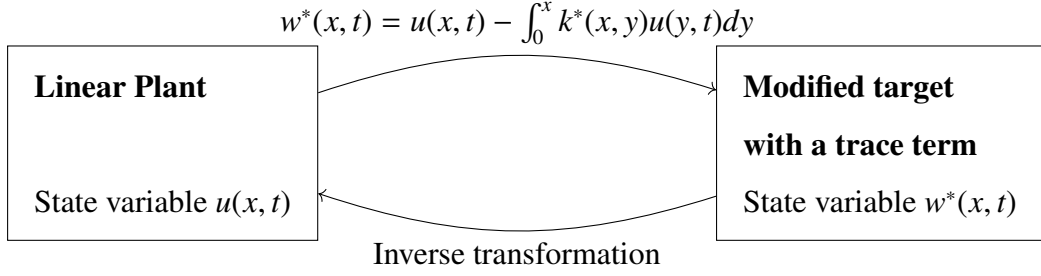 w*(x, t) = u(x, t) − ∫₀ˣ k*(x, y)u(y, t)dy
Linear Plant
State variable u(x, t)
Modified target
with a trace term
State variable w*(x, t)
Inverse transformation